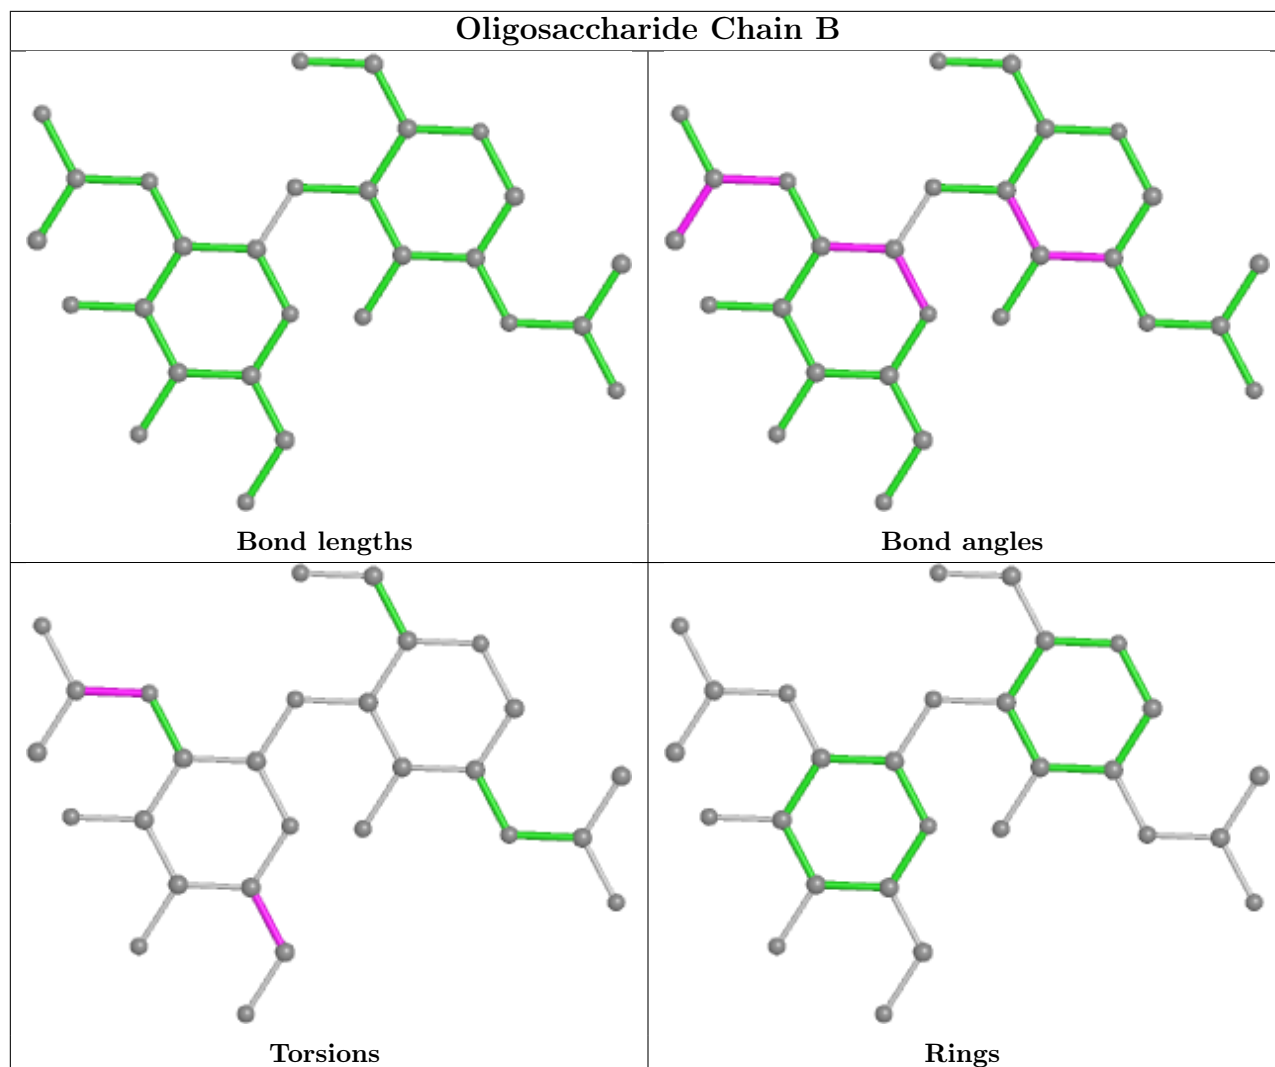 Oligosaccharide Chain B
Bond lengths
Bond angles
Torsions
Rings